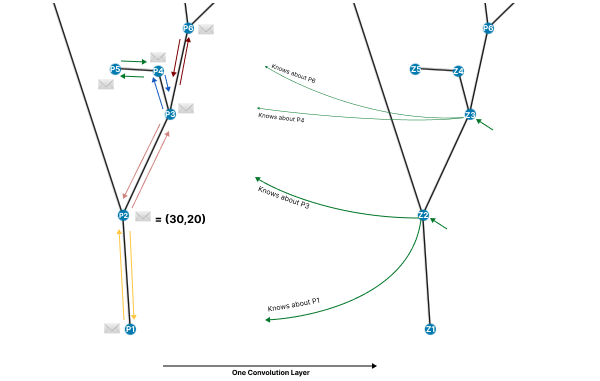 P6
P5
P4
P3
P2
= (30,20)
P1
P6
Z5
Z4
Z3
Z2
Z1
Knows about P6
Knows about P4
Knows about P3
Knows about P1
One Convolution Layer